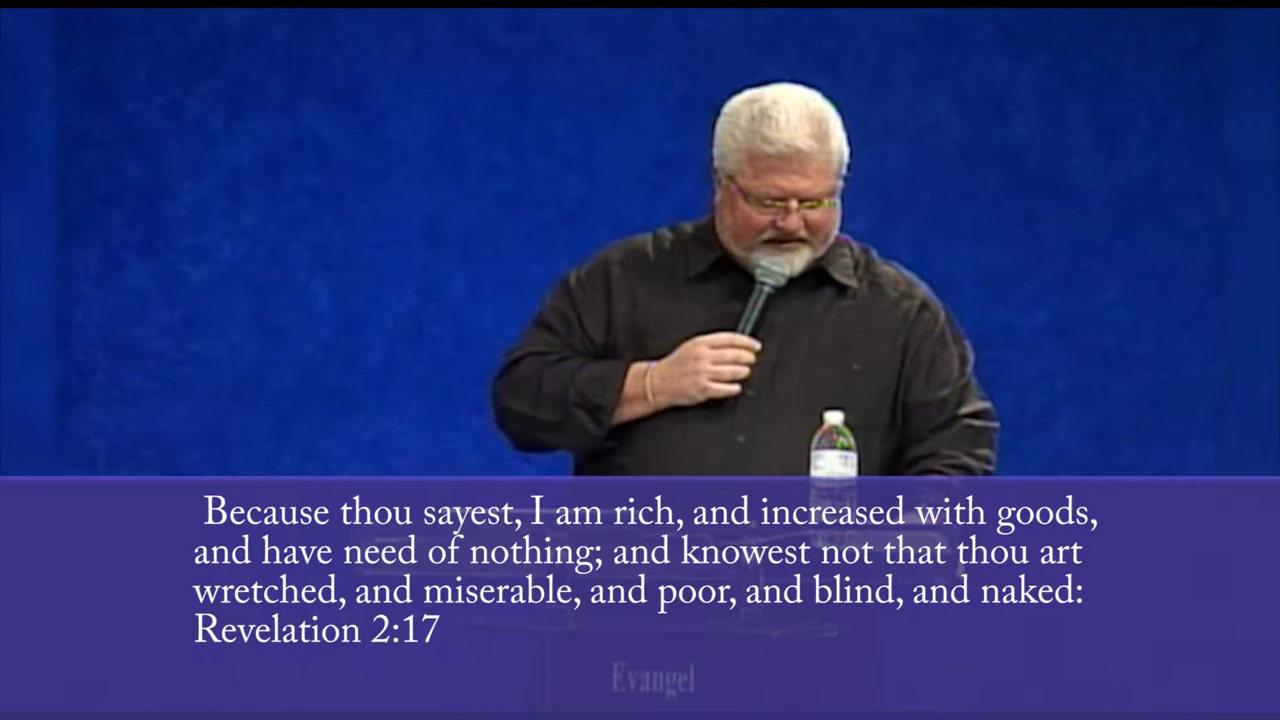 Because thou sayest, I am rich, and increased with goods,
and have need of nothing; and knowest not that thou art
wretched, and miserable, and poor, and blind, and naked:
Revelation 2:17
Evangel